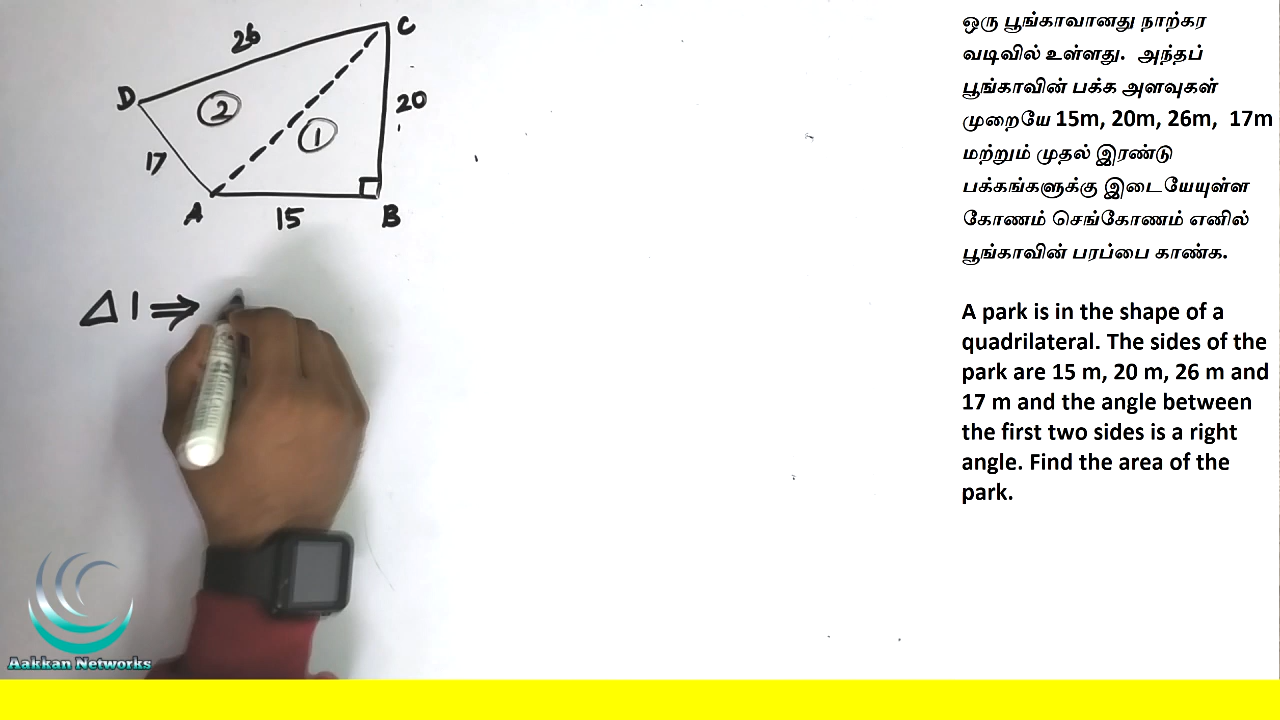 26
C
D
2
20
1
17
A
15
B
Δ 1 ⇒
ஒரு பூங்காவானது நாற்கர
வடிவில் உள்ளது. அந்தப்
பூங்காவின் பக்க அளவுகள்
முறையே 15m, 20m, 26m, 17m
மற்றும் முதல் இரண்டு
பக்கங்களுக்கு இடையேயுள்ள
கோணம் செங்கோணம் எனில்
பூங்காவின் பரப்பை காண்க.
A park is in the shape of a
quadrilateral. The sides of the
park are 15 m, 20 m, 26 m and
17 m and the angle between
the first two sides is a right
angle. Find the area of the
park.
Aakkan Networks